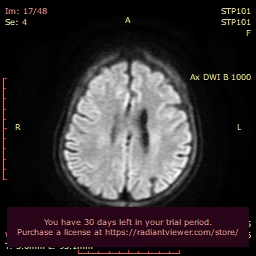 Im: 17/48
Se: 4
A
STP101
STP101
F
Ax DWI B 1000
R
L
You have 30 days left in your trial period.
Purchase a license at https://radiantviewer.com/store/